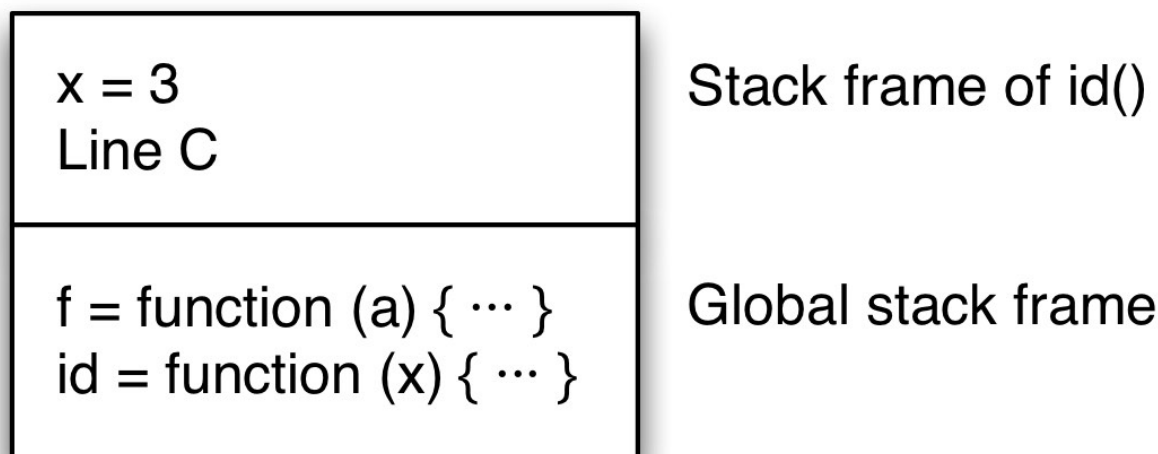 x = 3
Line C
Stack frame of id()
f = function (a) { ··· }
id = function (x) { ··· }
Global stack frame